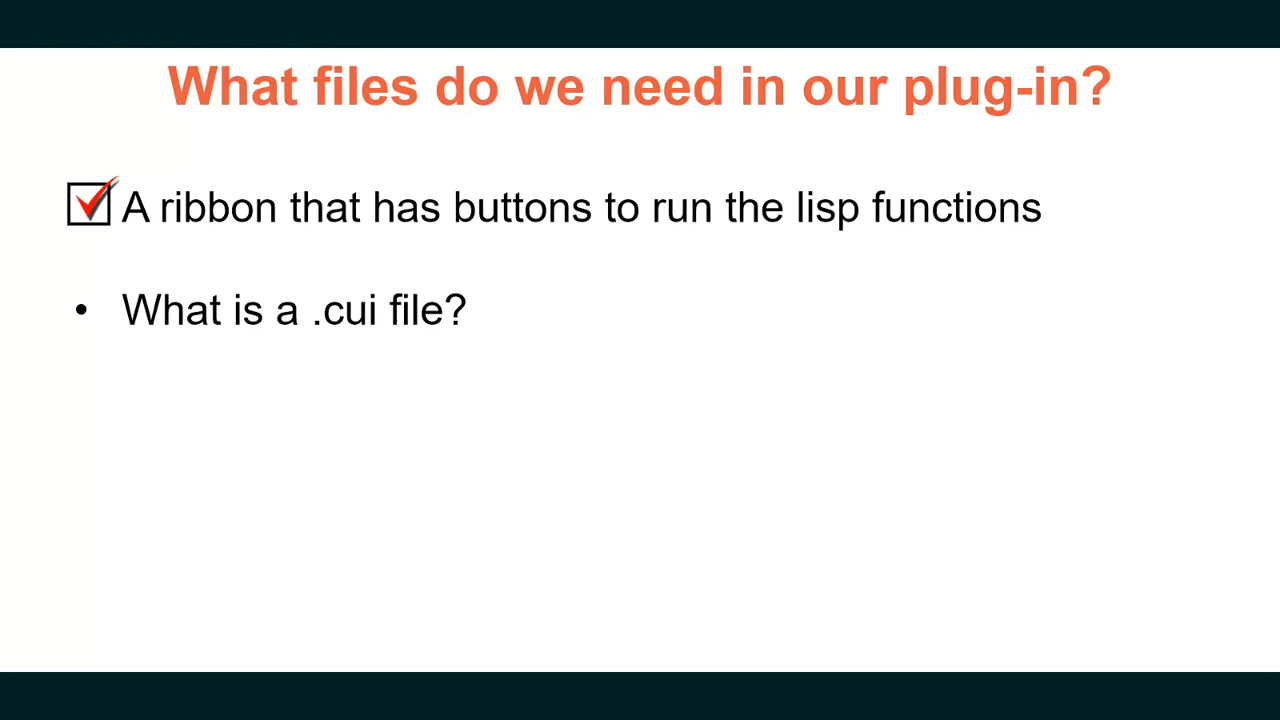 What files do we need in our plug-in?
A ribbon that has buttons to run the lisp functions
• What is a .cui file?